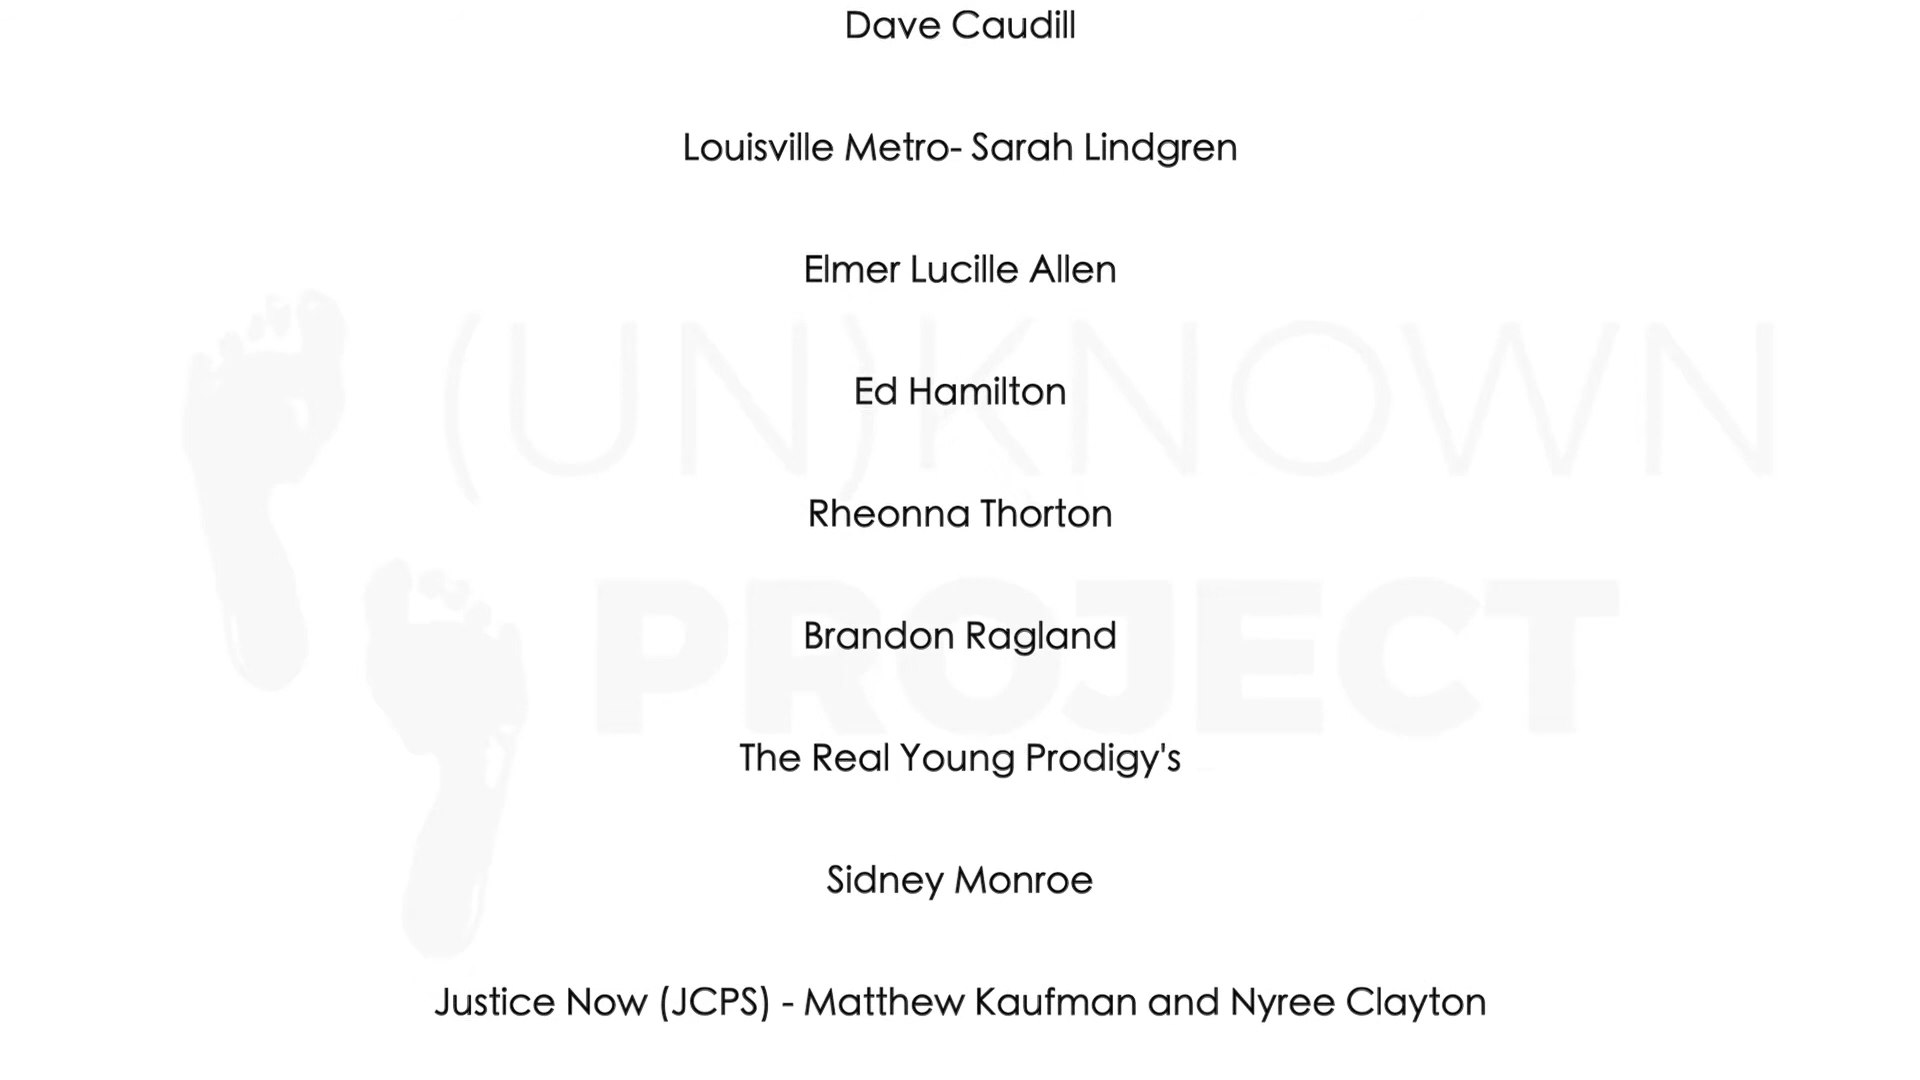 Dave Caudill
Louisville Metro- Sarah Lindgren
Elmer Lucille Allen
(UN)KNOWN
Ed Hamilton
Rheonna Thorton
PROJECT
Brandon Ragland
The Real Young Prodigy's
Sidney Monroe
Justice Now (JCPS) - Matthew Kaufman and Nyree Clayton